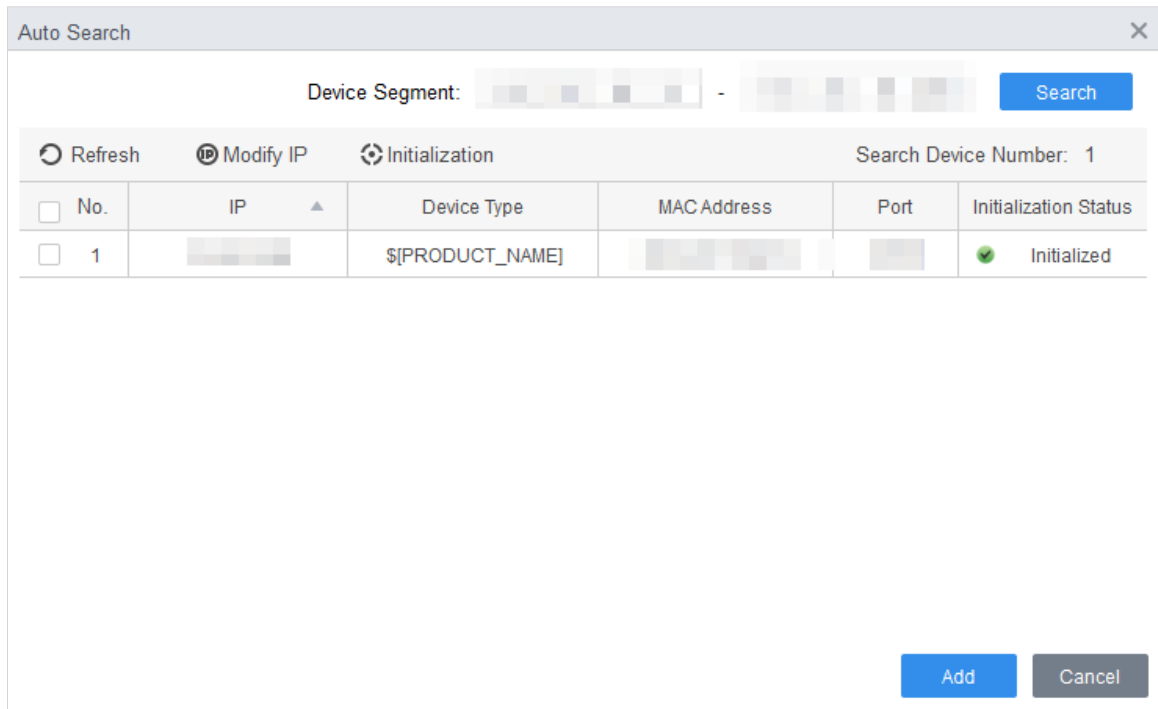 Auto Search
Device Segment: - Search
Refresh Modify IP Initialization Search Device Number: 1
No. IP Device Type MAC Address Port Initialization Status
1 $[PRODUCT_NAME] Initialized
Add Cancel